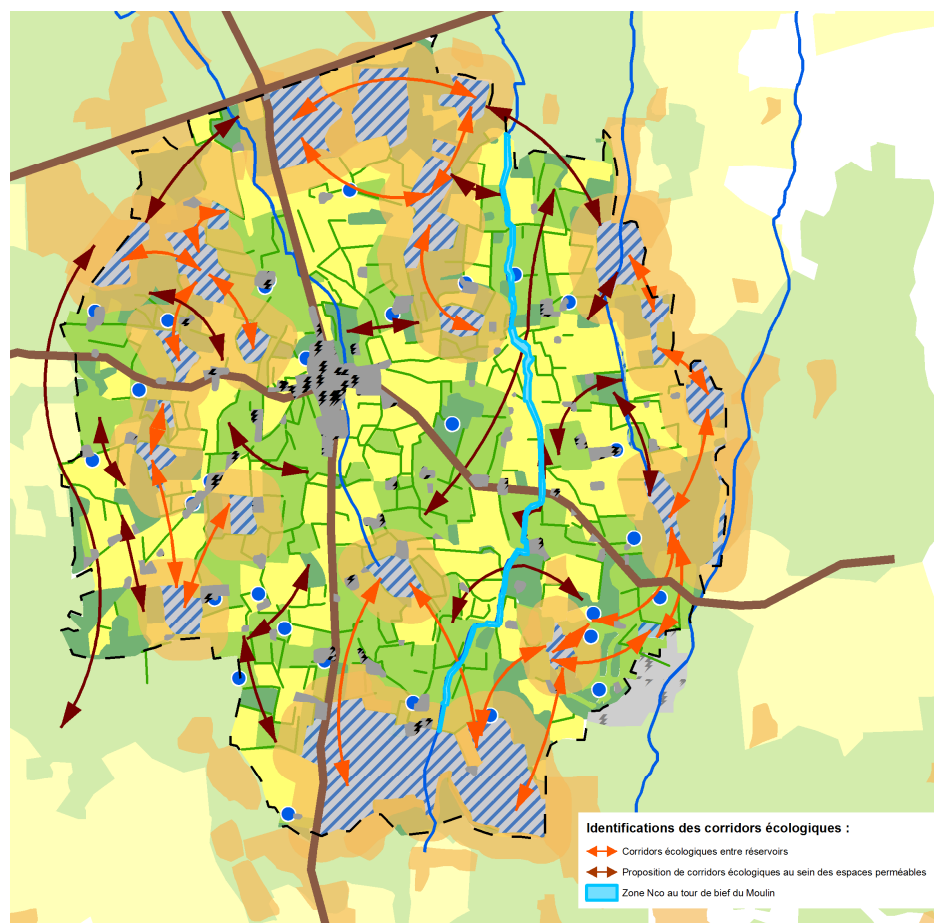 Identifications des corridors écologiques :
Corridors écologiques entre réservoirs
Proposition de corridors écologiques au sein des espaces perméables
Zone Nco au tour de bief du Moulin